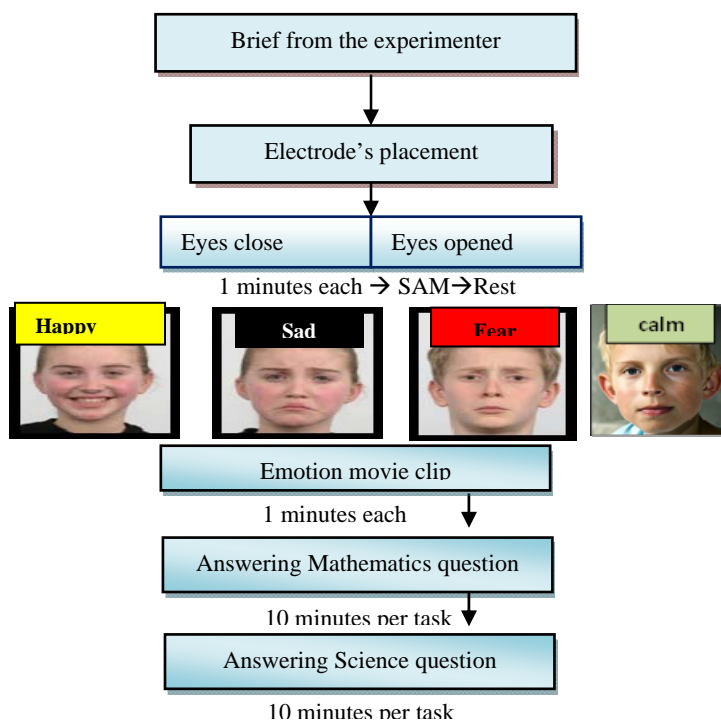 Brief from the experimenter
Electrode's placement
Eyes close Eyes opened
1 minutes each → SAM→Rest
Happy Sad Fear calm
Emotion movie clip
1 minutes each
Answering Mathematics question
10 minutes per task
Answering Science question
10 minutes per task